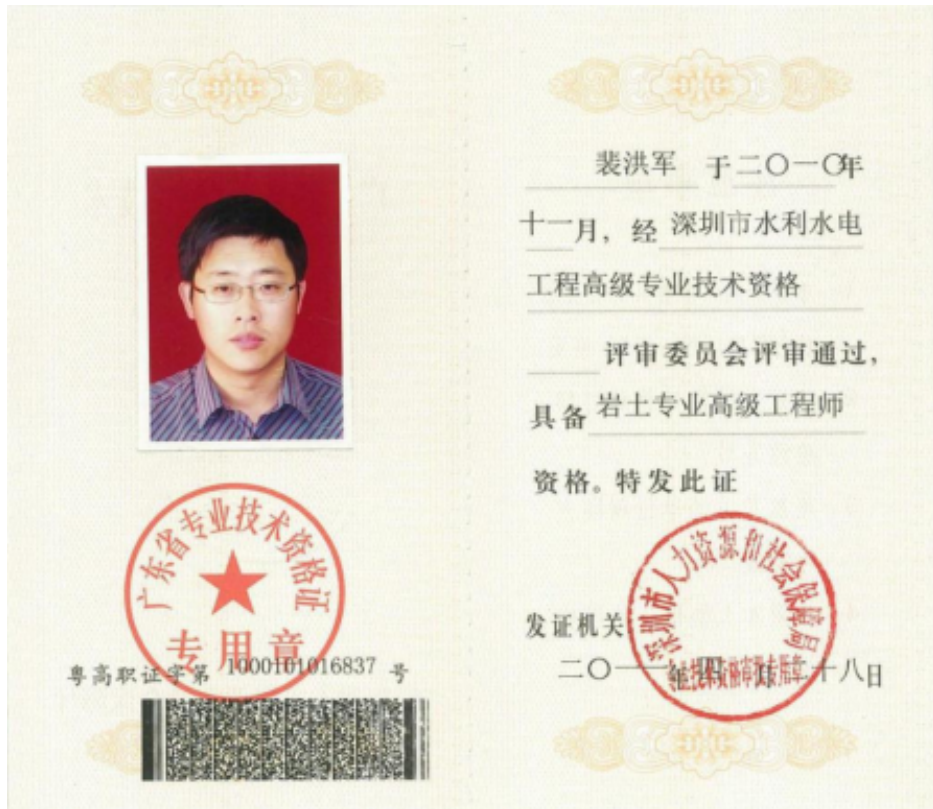 广东省专业技术资格证
专用章
粤高职证字第 1000101016837 号
裴洪军 于二〇一〇年
十一月，经 深圳市水利水电
工程高级专业技术资格
评审委员会评审通过，
具备 岩土专业高级工程师
资格。特发此证
深圳市人力资源和社会保障局
发证机关
二〇一一年四月二十八日